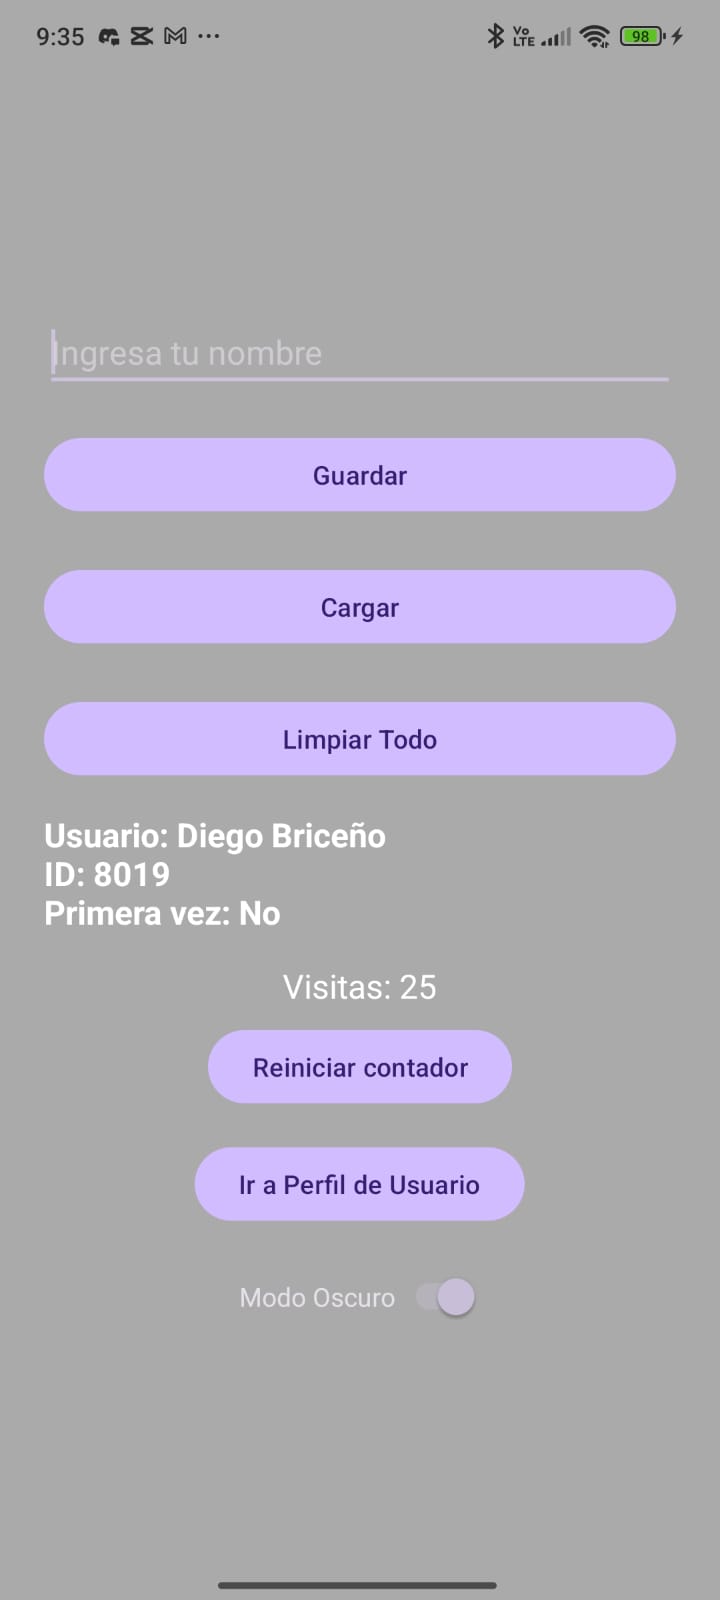 9:35
Vo
LTE
98
Ingresa tu nombre
Guardar
Cargar
Limpiar Todo
Usuario: Diego Briceño
ID: 8019
Primera vez: No
Visitas: 25
Reiniciar contador
Ir a Perfil de Usuario
Modo Oscuro